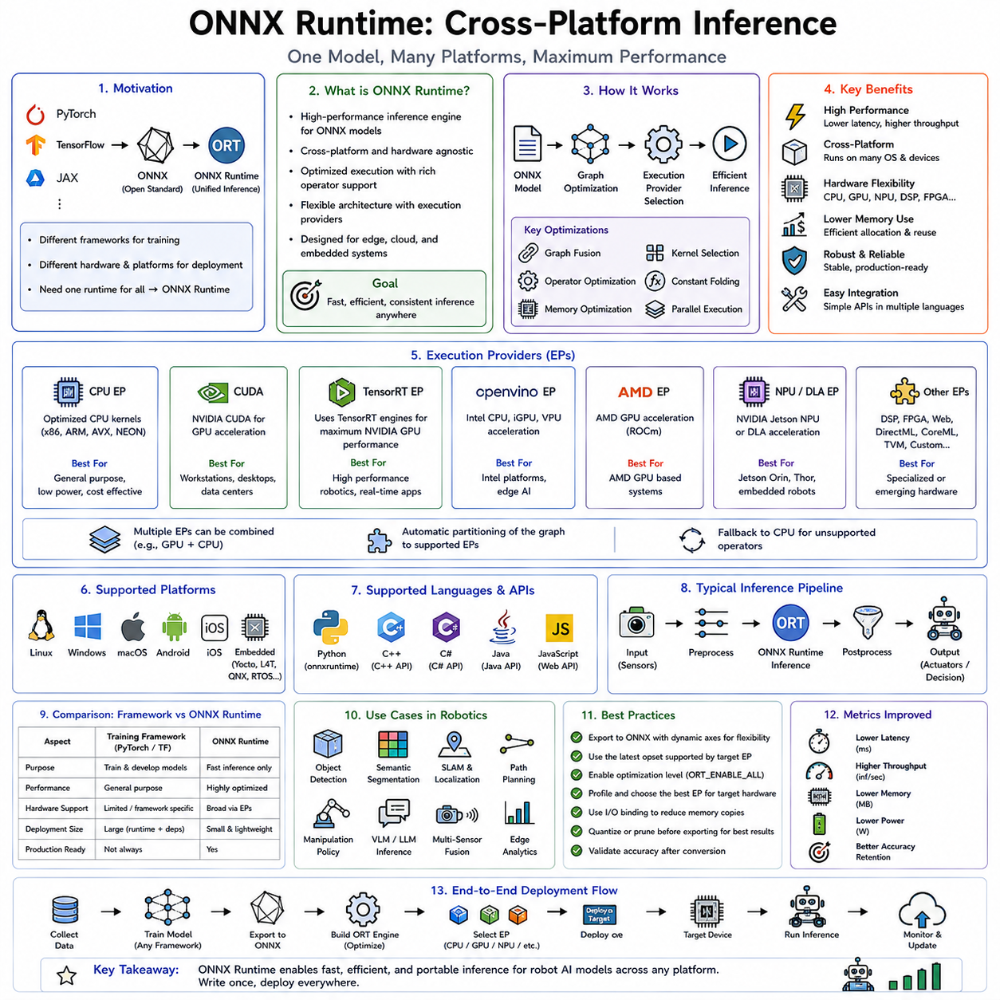 ONNX Runtime: Cross-Platform Inference
One Model, Many Platforms, Maximum Performance
1. Motivation
PyTorch
TensorFlow
JAX
ONNX
(Open Standard)
ORT
ONNX Runtime
(Unified Inference)
• Different frameworks for training
• Different hardware & platforms for deployment
• Need one runtime for all → ONNX Runtime
2. What is ONNX Runtime?
• High-performance inference engine
for ONNX models
• Cross-platform and hardware agnostic
• Optimized execution with rich
operator support
• Flexible architecture with execution
providers
• Designed for edge, cloud, and
embedded systems
Goal
Fast, efficient, consistent inference
anywhere
3. How It Works
ONNX
Model
Graph
Optimization
Execution
Provider
Selection
Efficient
Inference
Key Optimizations
Graph Fusion
Kernel Selection
Operator Optimization
fx
Constant Folding
Memory Optimization
Parallel Execution
4. Key Benefits
High Performance
Lower latency, higher throughput
Cross-Platform
Runs on many OS & devices
Hardware Flexibility
CPU, GPU, NPU, DSP, FPGA...
$
Lower Memory Use
Efficient allocation & reuse
Robust & Reliable
Stable, production-ready
Easy Integration
Simple APIs in multiple languages
5. Execution Providers (EPs)
CPU EP
Optimized CPU kernels
(x86, ARM, AVX, NEON)
Best For
General purpose,
low power, cost effective
CUDA
NVIDIA CUDA for
GPU acceleration
Best For
Workstations, desktops,
data centers
TensorRT EP
Uses TensorRT engines for
maximum NVIDIA GPU
performance
Best For
High performance
robotics, real-time apps
cpenvino EP
Intel CPU, iGPU, VPU
acceleration
Best For
Intel platforms,
edge AI
AMD EP
AMD GPU acceleration
(ROCm)
Best For
AMD GPU based
systems
NPU / DLA EP
NVIDIA Jetson NPU
or DLA acceleration
Best For
Jetson Orin, Thor,
embedded robots
Other EPs
DSP, FPGA, Web,
DirectML, CoreML,
TVM, Custom...
Best For
Specialized or
emerging hardware
Multiple EPs can be combined
(e.g., GPU + CPU)
Automatic partitioning of the graph
to supported EPs
Fallback to CPU for unsupported
operators
6. Supported Platforms
Linux
Windows
macOS
Android
iOS
iOS
Embedded
(Yocto, L4T,
QNX, RTOS...)
7. Supported Languages & APIs
Python
(onnxruntime)
C++
(C++ API)
C#
(C# API)
Java
(Java API)
JS
JavaScript
(Web API)
8. Typical Inference Pipeline
Input
(Sensors)
Preprocess
ORT
ONNX Runtime
Inference
Postprocess
Output
(Actuators /
Decision)
9. Comparison: Framework vs ONNX Runtime
Aspect
Training Framework
(PyTorch / TF)
ONNX Runtime
Purpose
Train & develop models
Fast inference only
Performance
General purpose
Highly optimized
Hardware Support
Limited / framework specific
Broad via EPs
Deployment Size
Large (runtime + deps)
Small & lightweight
Production Ready
Not always
Yes
10. Use Cases in Robotics
Object
Detection
Semantic
Segmentation
SLAM &
Localization
Path
Planning
Manipulation
Policy
VLM / LLM
Inference
Multi-Sensor
Fusion
Edge
Analytics
11. Best Practices
Export to ONNX with dynamic axes for flexibility
Use the latest opset supported by target EP
Enable optimization level (ORT_ENABLE_ALL)
Profile and choose the best EP for target hardware
Use I/O binding to reduce memory copies
Quantize or prune before exporting for best results
Validate accuracy after conversion
12. Metrics Improved
Lower Latency
(ms)
Higher Throughput
(inf/sec)
Lower Memory
(MB)
Lower Power
(W)
Better Accuracy
Retention
13. End-to-End Deployment Flow
Collect
Data
Train Model
(Any Framework)
Export to
ONNX
Build ORT Engine
(Optimize)
Select EP
(CPU / GPU / NPU / etc.)
Target
Target Device
Run Inference
Monitor &
Update
Key Takeaway:
ONNX Runtime enables fast, efficient, and portable inference for robot AI models across any platform.
Write once, deploy everywhere.